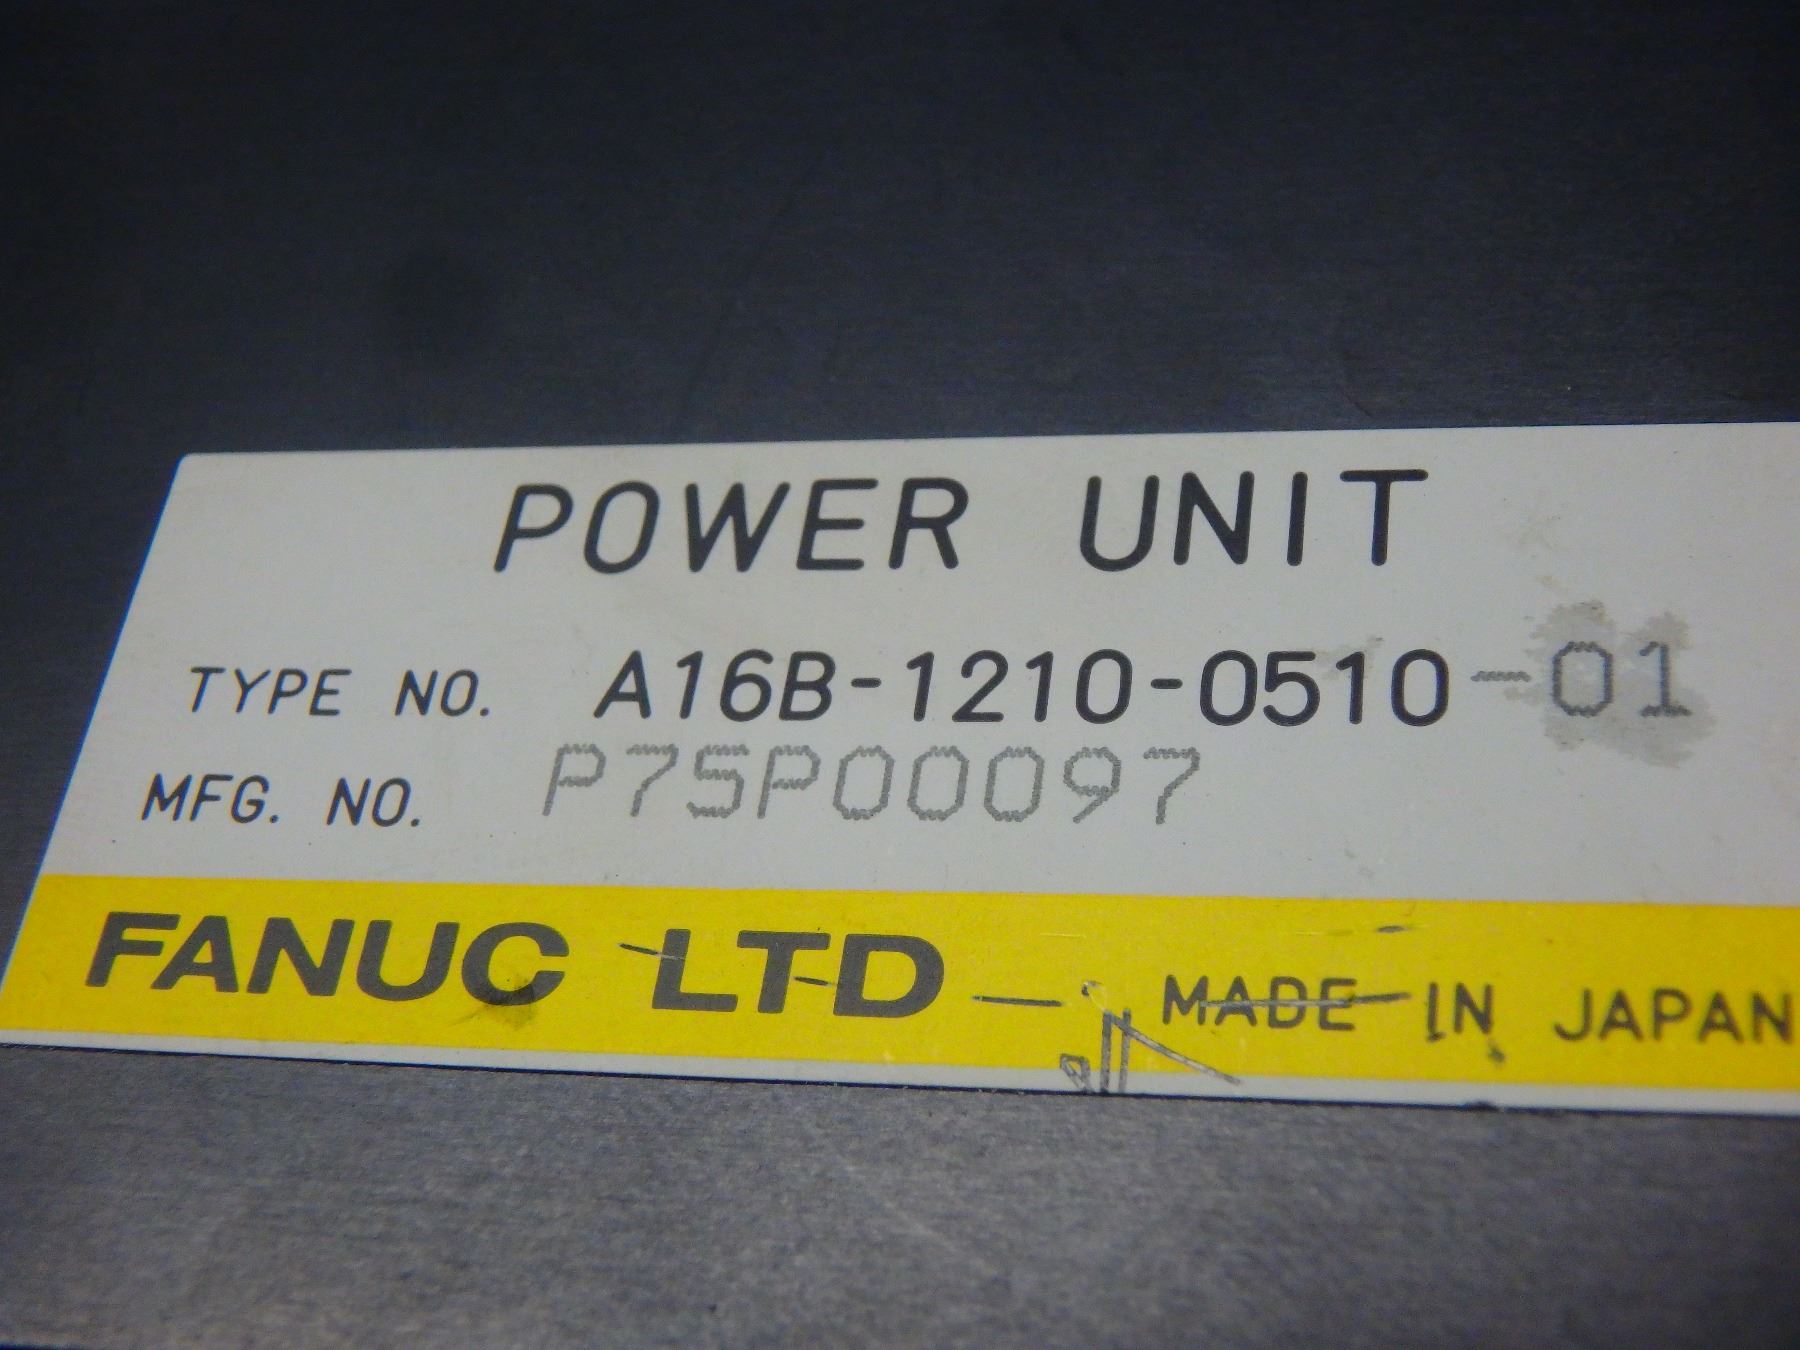 POWER UNIT
TYPE NO. A16B-1210-0510-01
MFG. NO. P75P00097
FANUC LTD MADE IN JAPAN